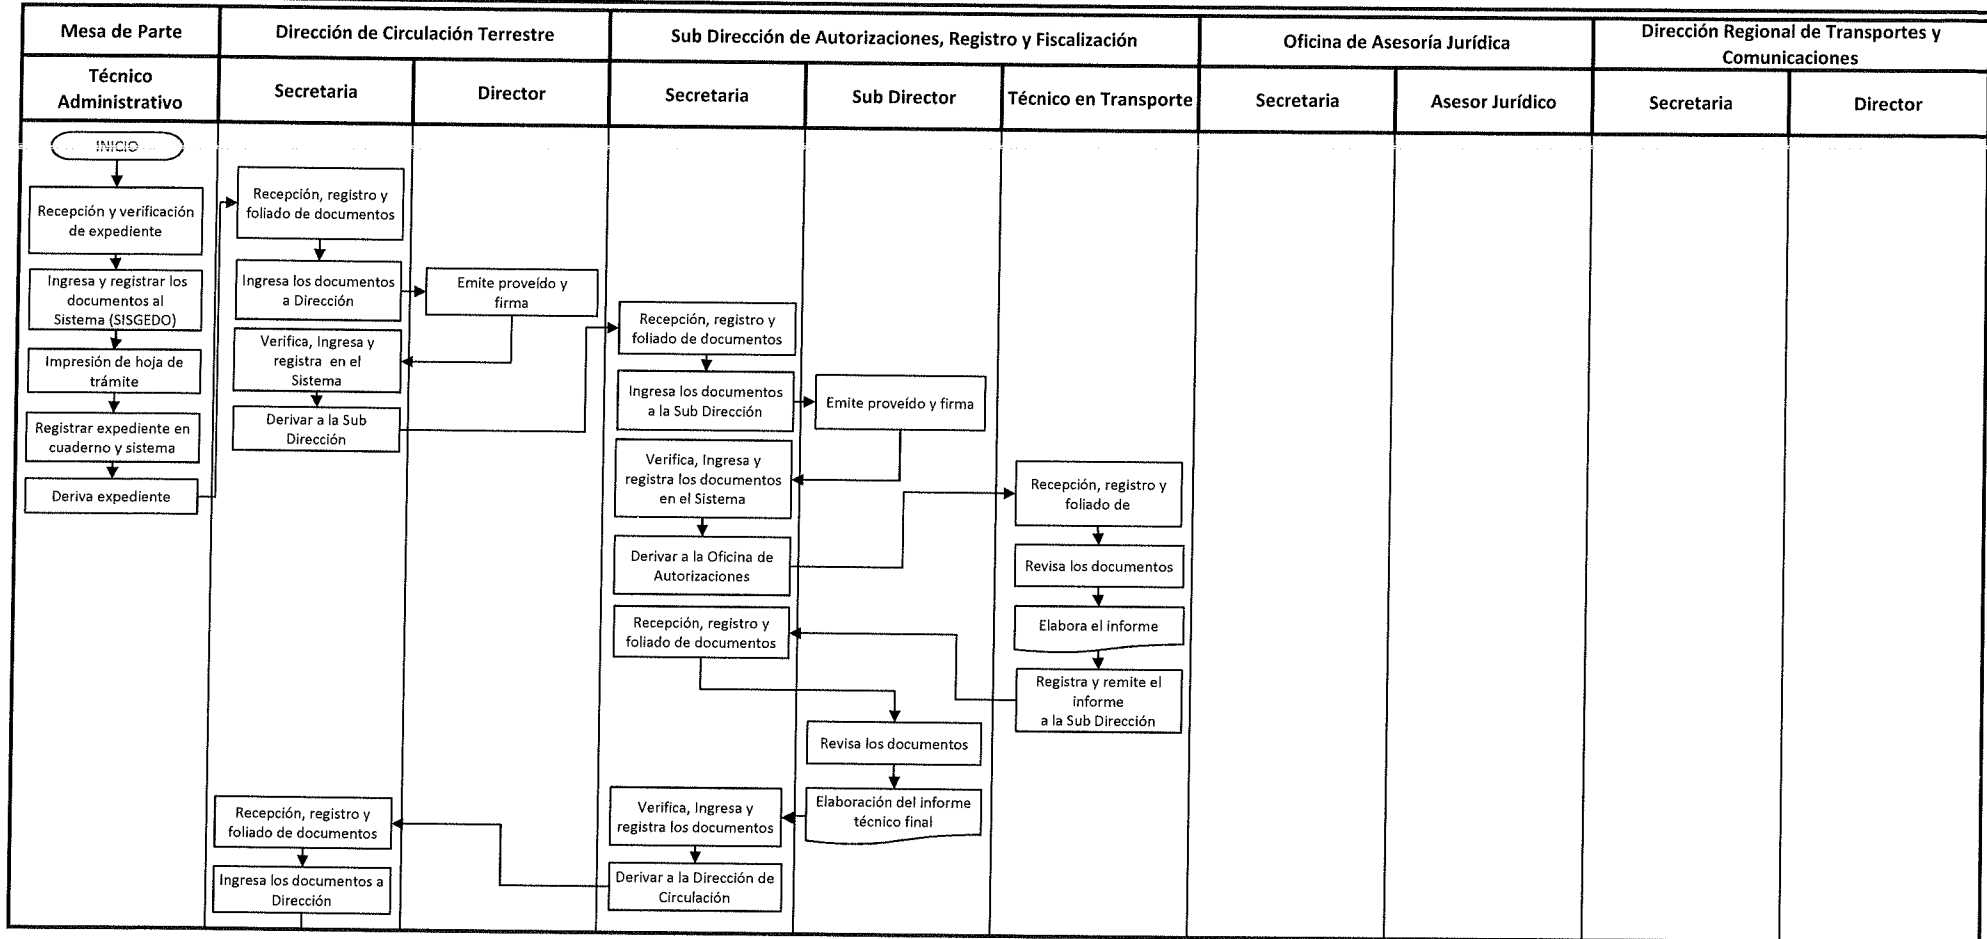 Mesa de Parte
Dirección de Circulación Terrestre
Sub Dirección de Autorizaciones, Registro y Fiscalización
Oficina de Asesoría Jurídica
Dirección Regional de Transportes y
Comunicaciones
Técnico
Administrativo
Secretaria
Director
Secretaria
Sub Director
Técnico en Transporte
Secretaria
Asesor Jurídico
Secretaria
Director
INICIO
Recepción y verificación
de expediente
Ingresa y registrar los
documentos al
Sistema (SISGEDO)
Impresión de hoja de
trámite
Registrar expediente en
cuaderno y sistema
Deriva expediente
Recepción, registro y
foliado de documentos
Ingresa los documentos
a Dirección
Emite proveído y
firma
Verifica, Ingresa y
registra en el
Sistema
Derivar a la Sub
Dirección
Recepción, registro y
foliado de documentos
Ingresa los documentos
a la Sub Dirección
Emite proveído y firma
Verifica, Ingresa y
registra los documentos
en el Sistema
Derivar a la Oficina de
Autorizaciones
Recepción, registro y
foliado de
Revisa los documentos
Elabora el informe
Registra y remite el
informe
a la Sub Dirección
Recepción, registro y
foliado de documentos
Revisa los documentos
Elaboración del informe
técnico final
Verifica, Ingresa y
registra los documentos
Derivar a la Dirección de
Circulación
Recepción, registro y
foliado de documentos
Ingresa los documentos a
Dirección